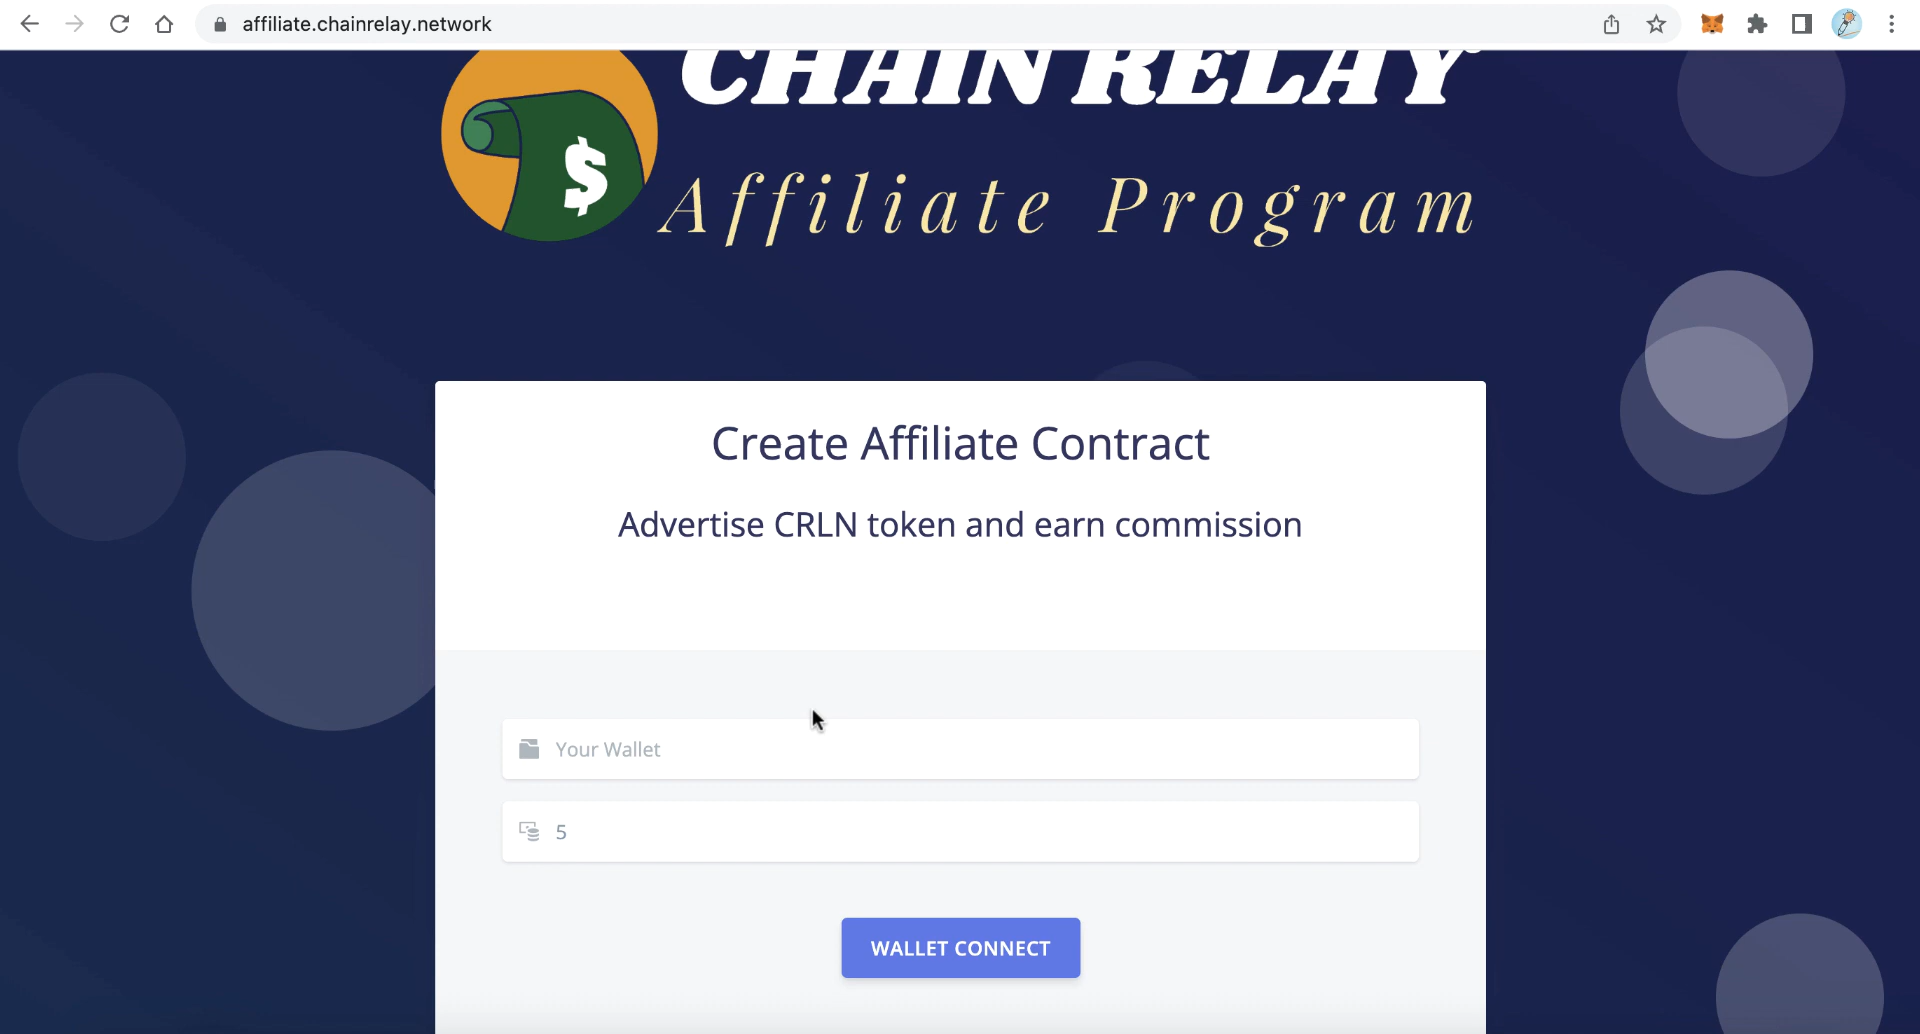 affiliate.chainrelay.network
CHAIN RELAY
Affiliate Program
$
Create Affiliate Contract
Advertise CRLN token and earn commission
Your Wallet
5
WALLET CONNECT